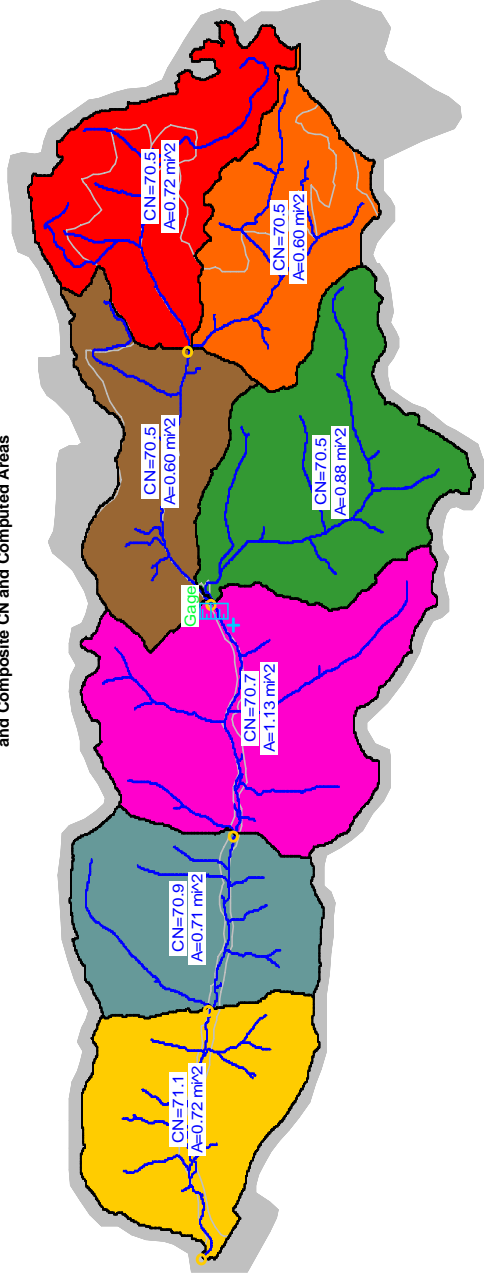 and Composite CN and Computed Areas
CN=70.5
A=0.72 mi^2
CN=70.5
A=0.60 mi^2
CN=70.5
A=0.60 mi^2
CN=70.5
A=0.88 mi^2
Gage
CN=70.7
A=1.13 mi^2
CN=70.9
A=0.71 mi^2
CN=71.1
A=0.72 mi^2